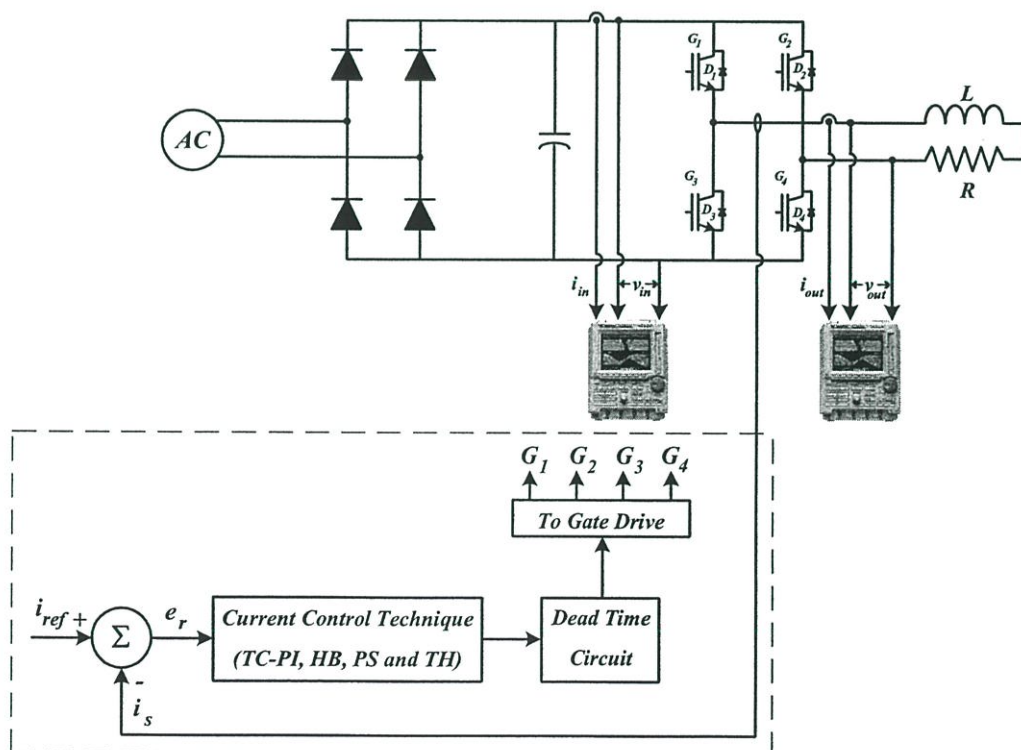 G1
G2
D1
D2
AC
L
R
G3
G4
D3
D4
iin
vin
iout
vout
G1 G2 G3 G4
To Gate Drive
iref +
Σ
er
Current Control Technique
(TC-PI, HB, PS and TH)
Dead Time
Circuit
-
is